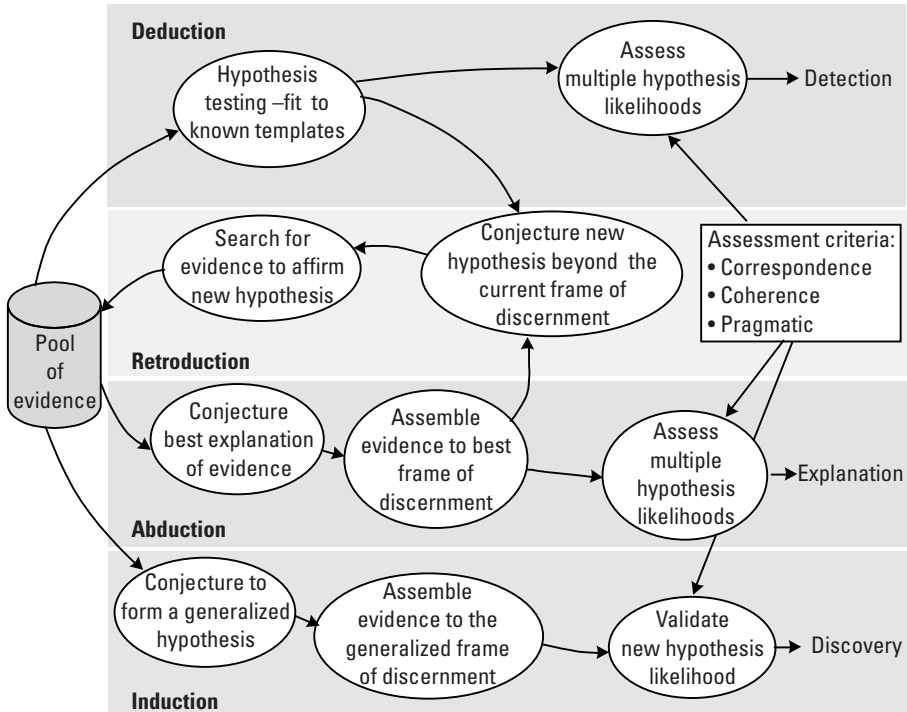 Deduction
Hypothesis
testing –fit to
known templates
Assess
multiple hypothesis
likelihoods
Detection
Search for
evidence to affirm
new hypothesis
Conjecture new
hypothesis beyond the
current frame of
discernment
Assessment criteria:
• Correspondence
• Coherence
• Pragmatic
Pool
of
evidence
Retroduction
Conjecture
best explanation
of evidence
Assemble
evidence to best
frame of
discernment
Assess
multiple
hypothesis
likelihoods
Explanation
Abduction
Conjecture to
form a generalized
hypothesis
Assemble
evidence to the
generalized frame
of discernment
Validate
new hypothesis
likelihood
Discovery
Induction